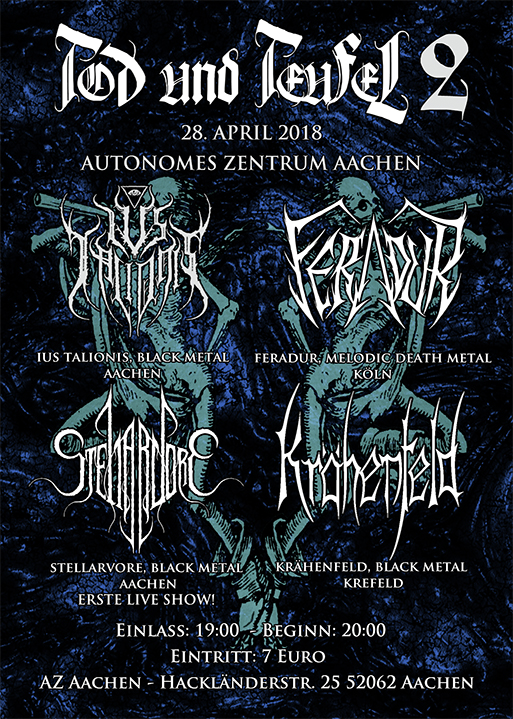 Tod und Teufel 2
28. APRIL 2018
AUTONOMES ZENTRUM AACHEN
IUS
TALIONIS
FERADUR
IUS TALIONIS, BLACK METAL
AACHEN
FERADUR, MELODIC DEATH METAL
KÖLN
STELLARVORE
Krähenfeld
STELLARVORE, BLACK METAL
AACHEN
ERSTE LIVE SHOW!
KRÄHENFELD, BLACK METAL
KREFELD
EINLASS: 19:00 - BEGINN: 20:00
EINTRITT: 7 EURO
AZ AACHEN - HACKLÄNDERSTR. 25 52062 AACHEN